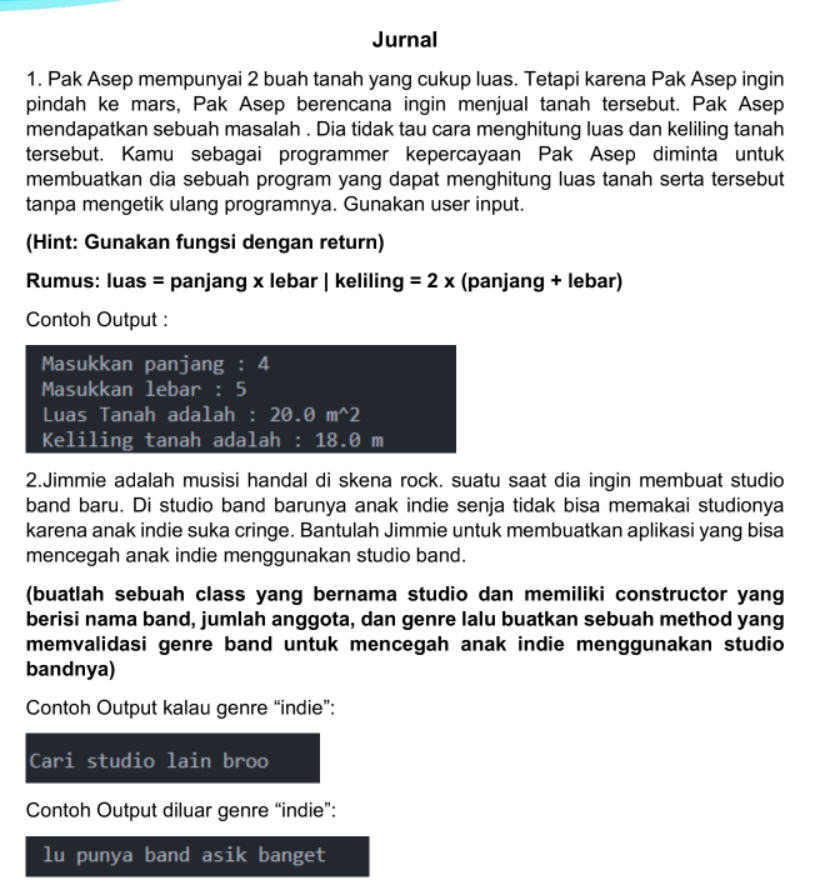 Jurnal
1. Pak Asep mempunyai 2 buah tanah yang cukup luas. Tetapi karena Pak Asep ingin
pindah ke mars, Pak Asep berencana ingin menjual tanah tersebut. Pak Asep
mendapatkan sebuah masalah . Dia tidak tau cara menghitung luas dan keliling tanah
tersebut. Kamu sebagai programmer kepercayaan Pak Asep diminta untuk
membuatkan dia sebuah program yang dapat menghitung luas tanah serta tersebut
tanpa mengetik ulang programnya. Gunakan user input.
(Hint: Gunakan fungsi dengan return)
Rumus: luas = panjang x lebar | keliling = 2 x (panjang + lebar)
Contoh Output :
Masukkan panjang : 4
Masukkan lebar : 5
Luas Tanah adalah : 20.0 m^2
Keliling tanah adalah : 18.0 m
2.Jimmie adalah musisi handal di skena rock. suatu saat dia ingin membuat studio
band baru. Di studio band barunya anak indie senja tidak bisa memakai studionya
karena anak indie suka cringe. Bantulah Jimmie untuk membuatkan aplikasi yang bisa
mencegah anak indie menggunakan studio band.
(buatlah sebuah class yang bernama studio dan memiliki constructor yang
berisi nama band, jumlah anggota, dan genre lalu buatkan sebuah method yang
memvalidasi genre band untuk mencegah anak indie menggunakan studio
bandnya)
Contoh Output kalau genre “indie”:
Cari studio lain broo
Contoh Output diluar genre “indie”:
lu punya band asik banget